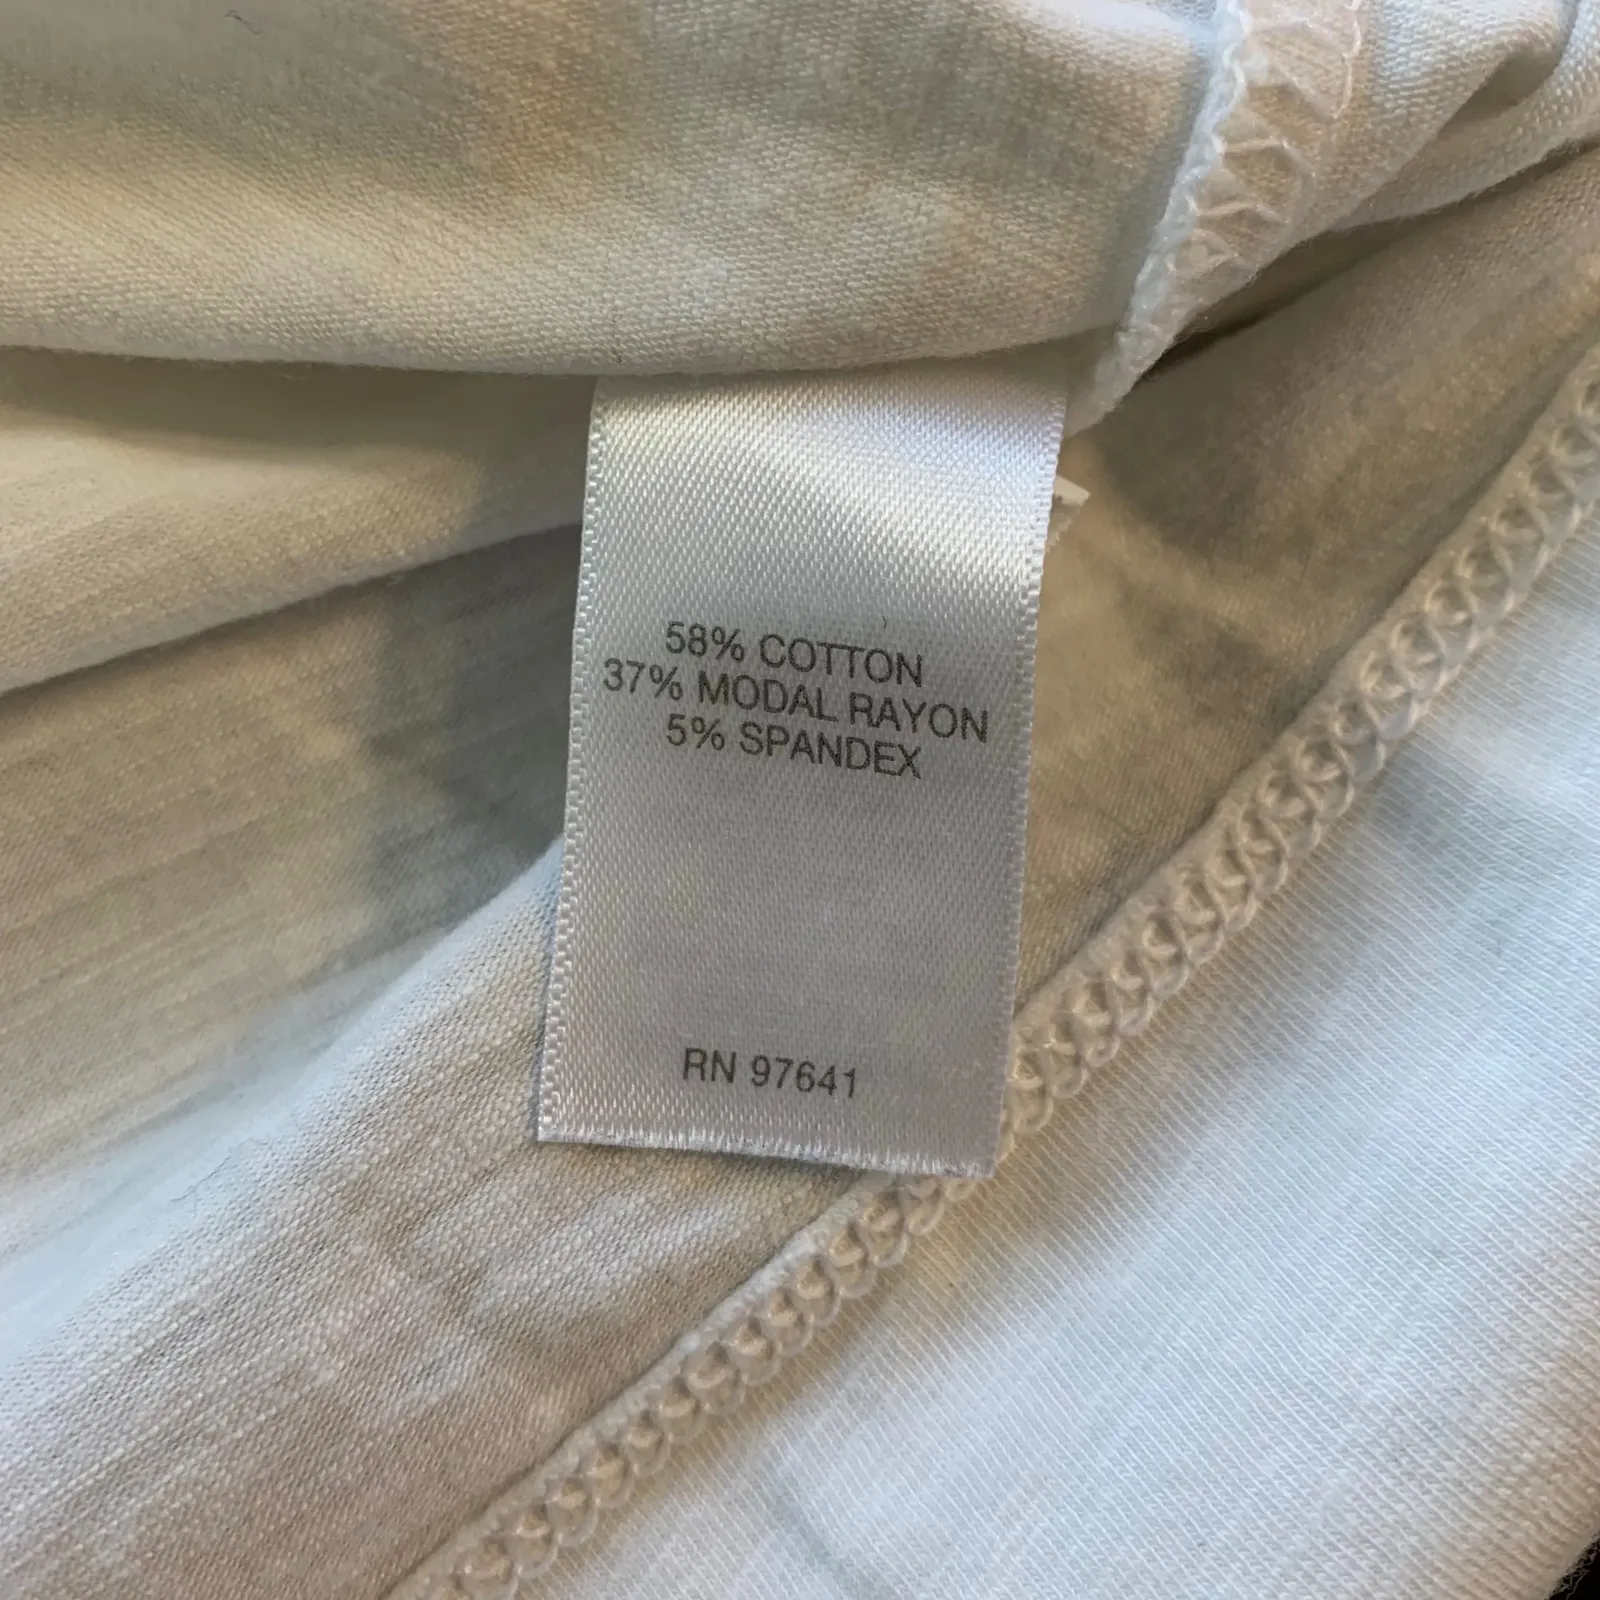 58% COTTON
37% MODAL RAYON
5% SPANDEX
RN 97641